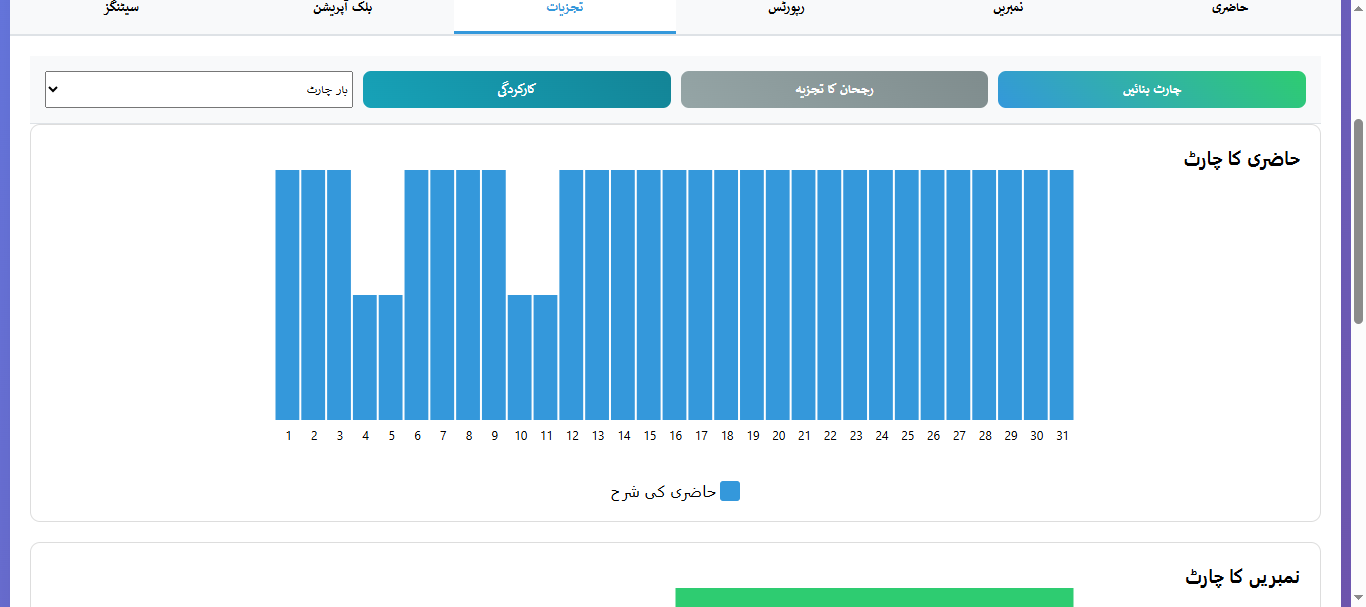 حاضری
نمبریں
رپورٹس
تجزیات
بلک آپریشن
سیٹنگز
چارٹ بنائیں
رجحان کا تجزیہ
کارکردگی
بار چارٹ
حاضری کا چارٹ
1 2 3 4 5 6 7 8 9 10 11 12 13 14 15 16 17 18 19 20 21 22 23 24 25 26 27 28 29 30 31
حاضری کی شرح
نمبریں کا چارٹ